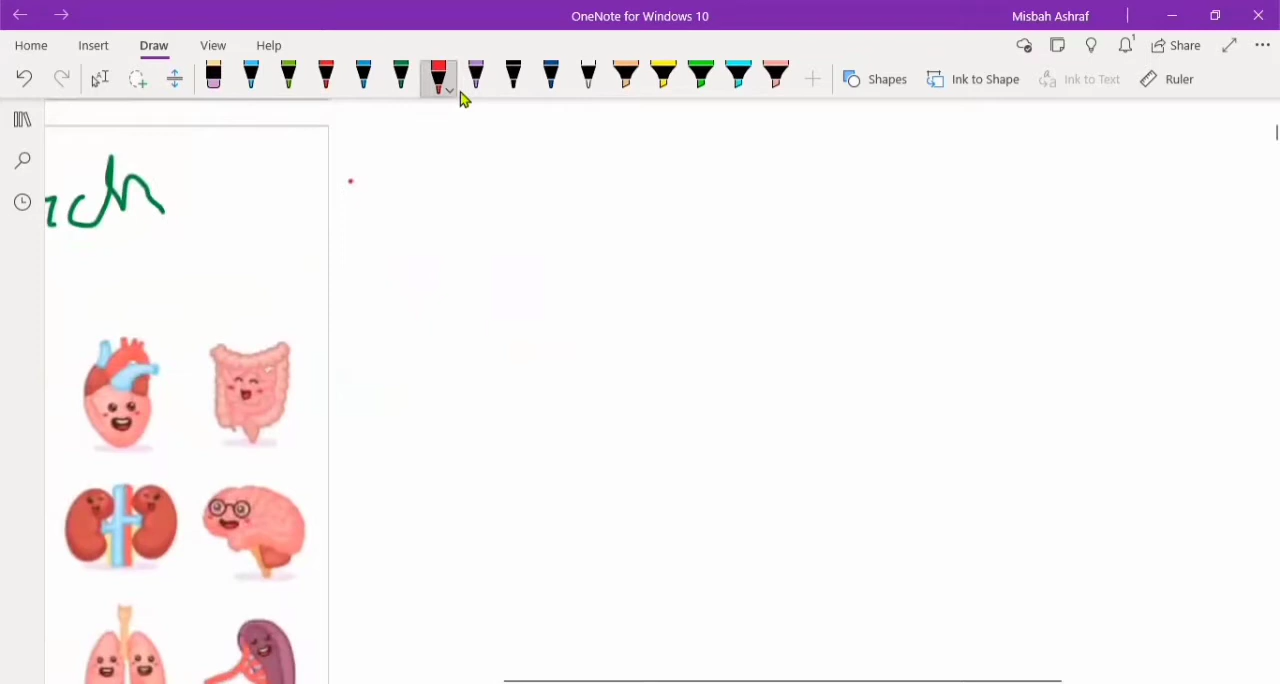 OneNote for Windows 10
Misbah Ashraf
Home Insert Draw View Help
Share
Shapes Ink to Shape Ink to Text Ruler
ch